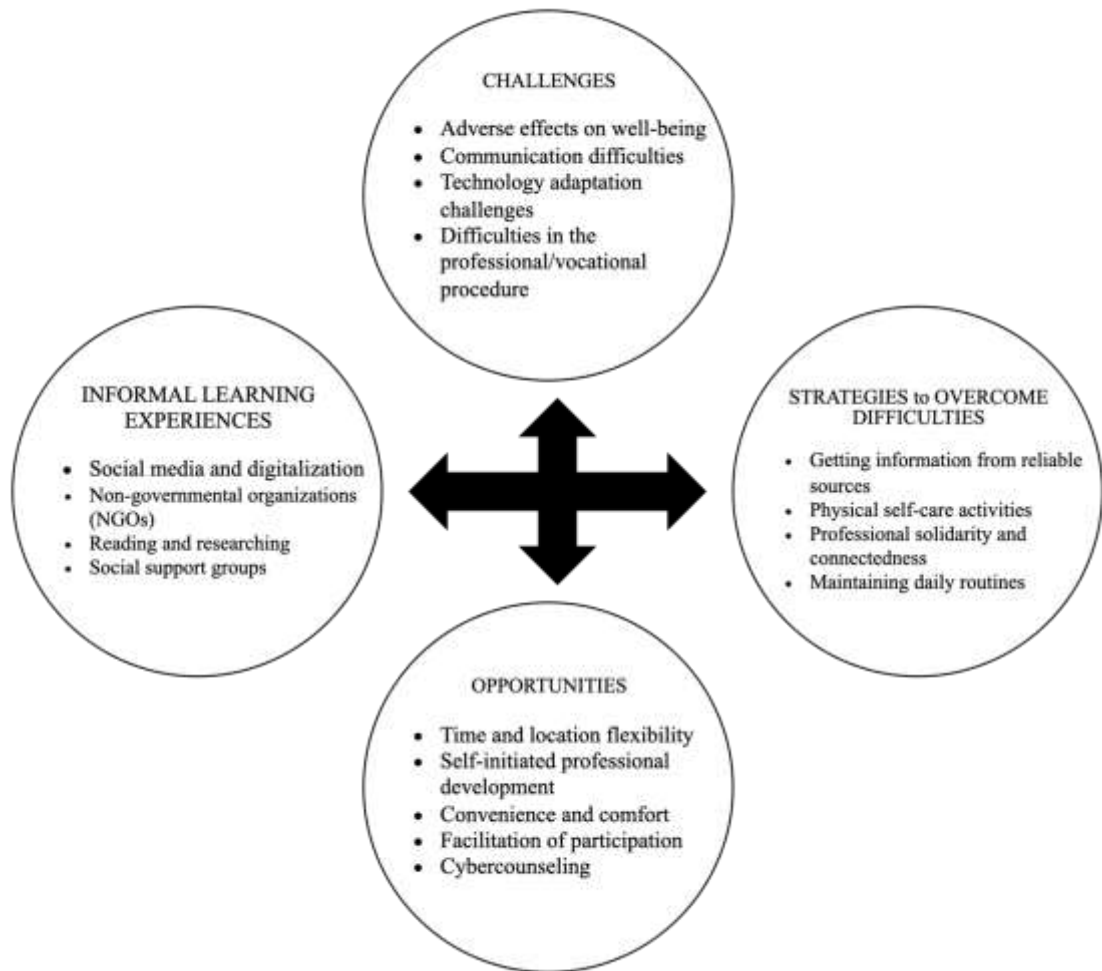 CHALLENGES
• Adverse effects on well-being
• Communication difficulties
• Technology adaptation
challenges
• Difficulties in the
professional/vocational
procedure
INFORMAL LEARNING
EXPERIENCES
• Social media and digitalization
• Non-governmental organizations
(NGOs)
• Reading and researching
• Social support groups
STRATEGIES to OVERCOME
DIFFICULTIES
• Getting information from reliable
sources
• Physical self-care activities
• Professional solidarity and
connectedness
• Maintaining daily routines
OPPORTUNITIES
• Time and location flexibility
• Self-initiated professional
development
• Convenience and comfort
• Facilitation of participation
• Cybercounseling